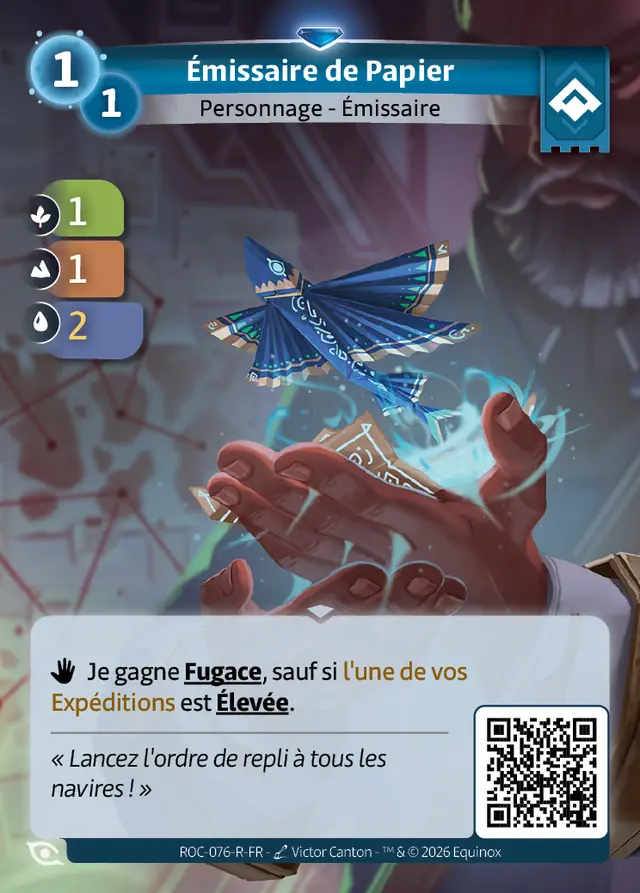 1
Émissaire de Papier
1
Personnage - Émissaire
1
1
2
Je gagne Fugace, sauf si l'une de vos
Expéditions est Élevée.
« Lancez l'ordre de repli à tous les
navires ! »
ROC-076-R-FR - Victor Canton - ™ & © 2026 Equinox